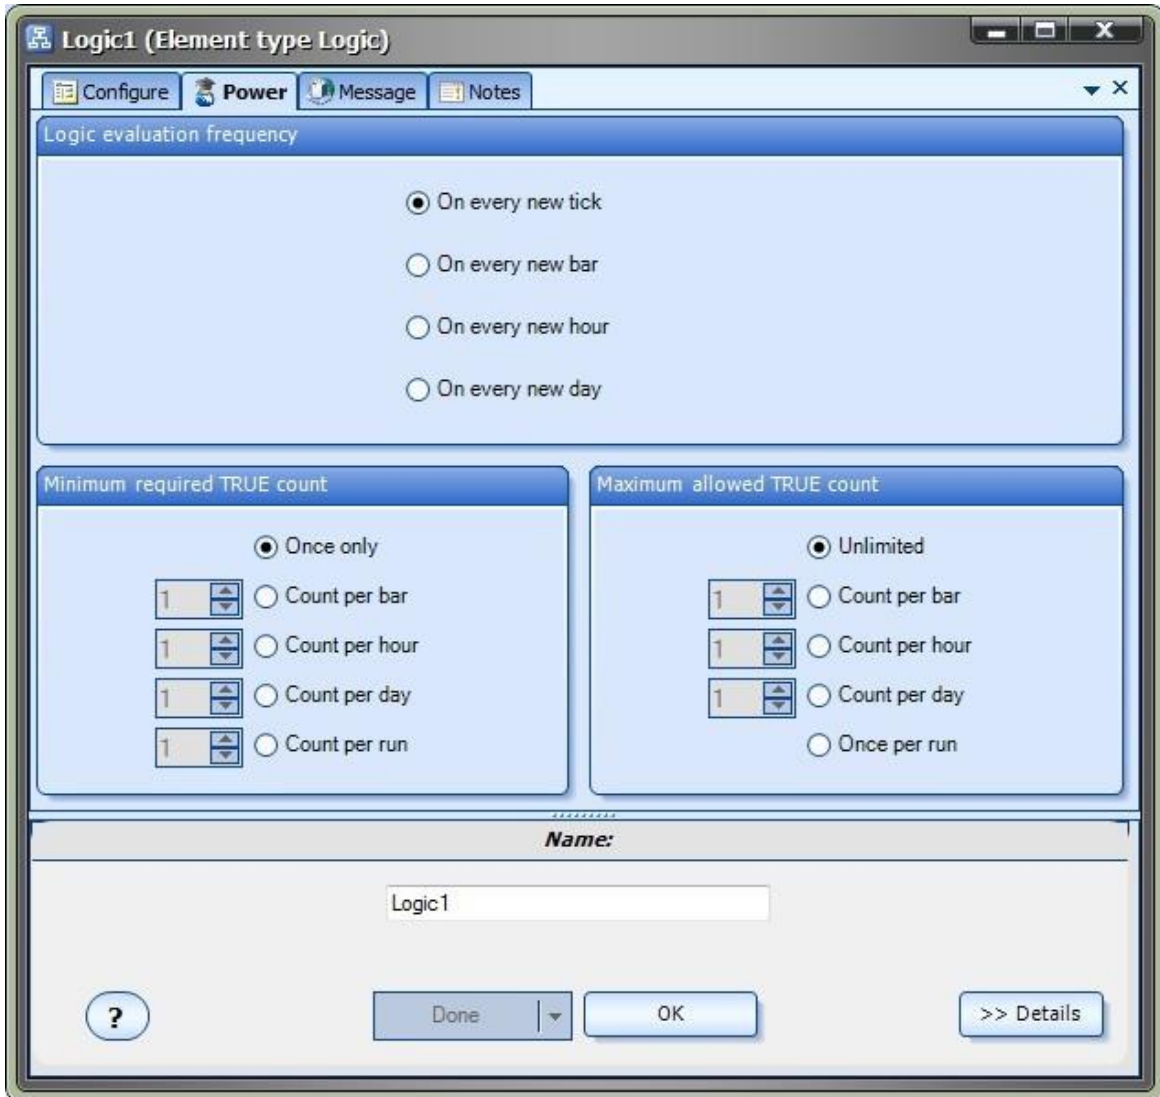 Logic1 (Element type Logic)
Configure Power Message Notes
Logic evaluation frequency
On every new tick
On every new bar
On every new hour
On every new day
Minimum required TRUE count
Once only
1 Count per bar
1 Count per hour
1 Count per day
1 Count per run
Maximum allowed TRUE count
Unlimited
1 Count per bar
1 Count per hour
1 Count per day
Once per run
Name:
Logic1
? Done OK >> Details